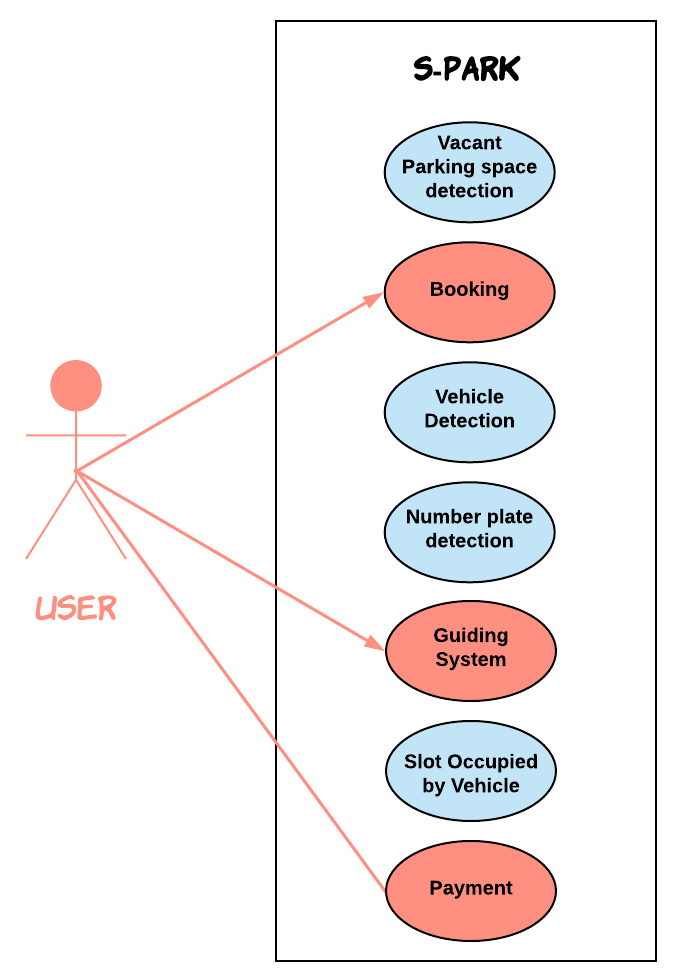 S-PARK
Vacant
Parking space
detection
Booking
Vehicle
Detection
Number plate
detection
USER
Guiding
System
Slot Occupied
by Vehicle
Payment